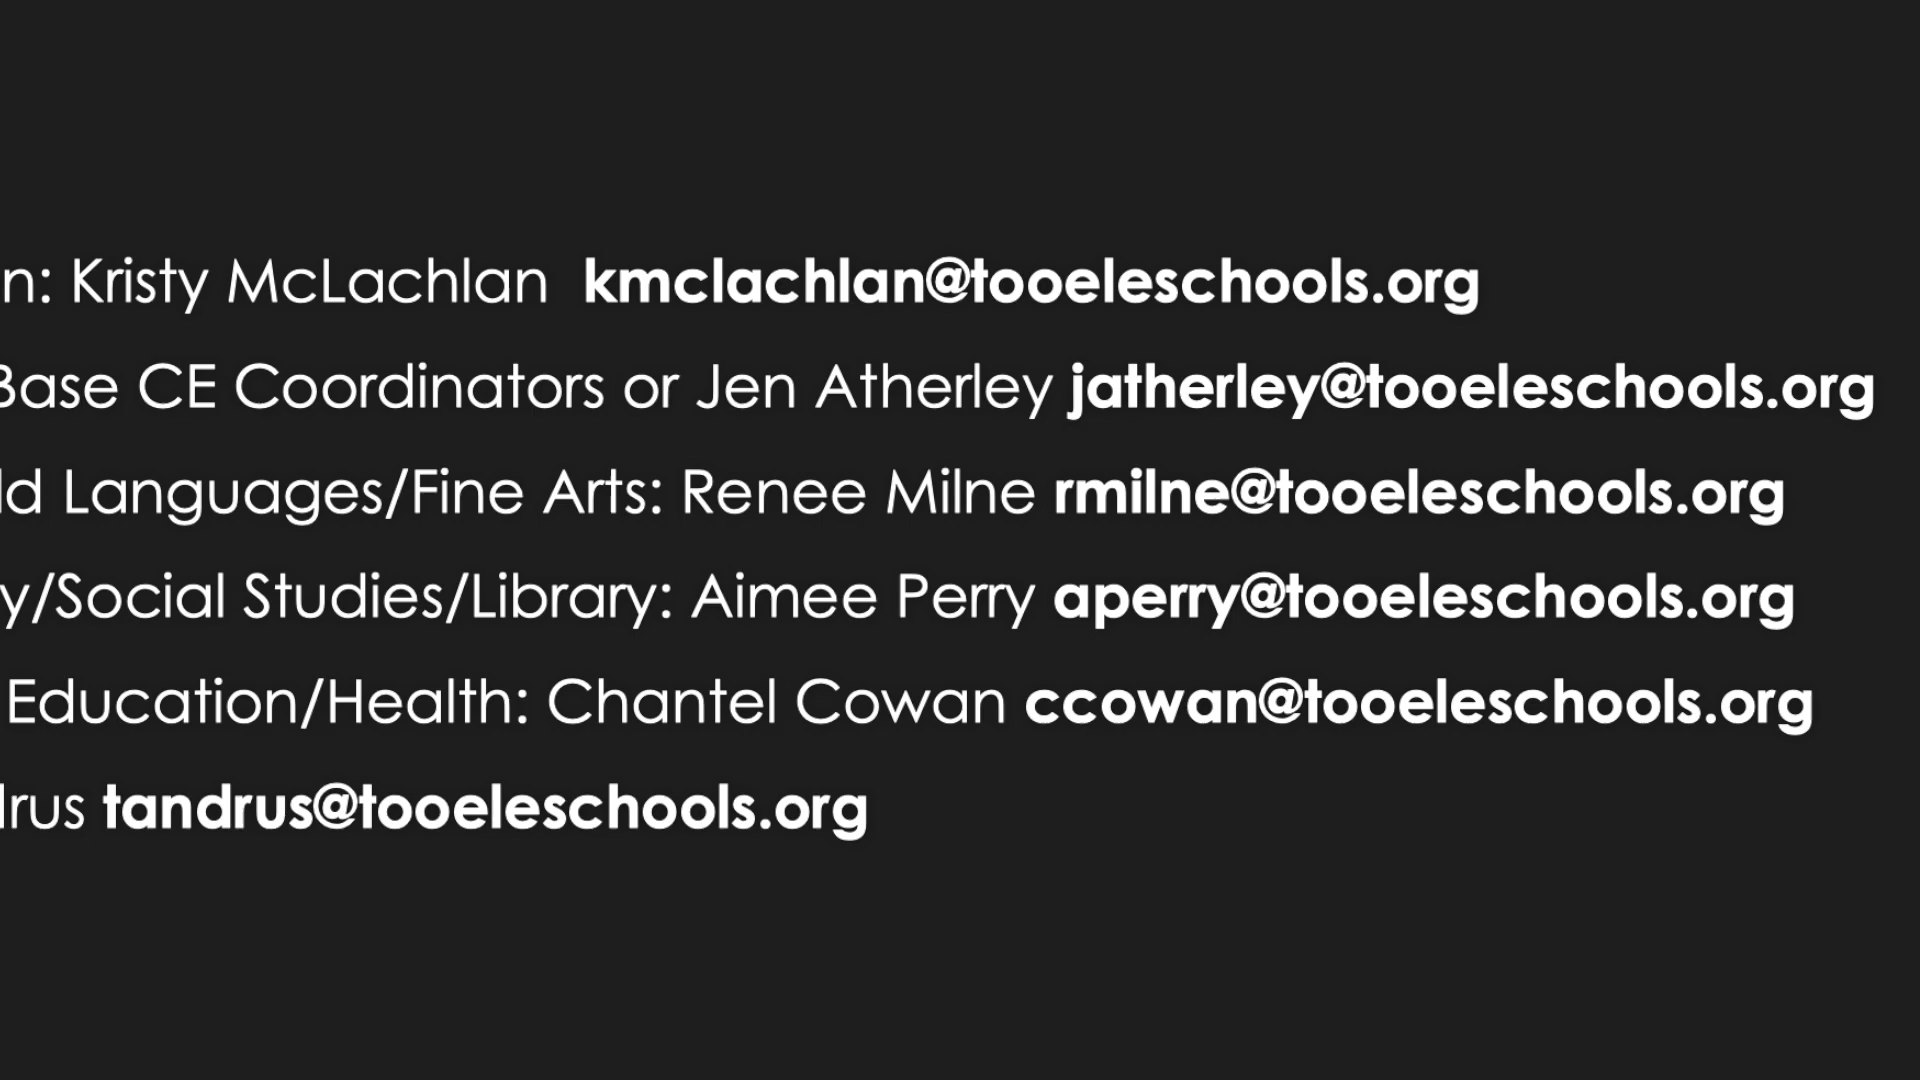 n: Kristy McLachlan kmclachlan@tooeleschools.org
Base CE Coordinators or Jen Atherley jatherley@tooeleschools.org
ld Languages/Fine Arts: Renee Milne rmilne@tooeleschools.org
y/Social Studies/Library: Aimee Perry aperry@tooeleschools.org
Education/Health: Chantel Cowan ccowan@tooeleschools.org
drus tandrus@tooeleschools.org